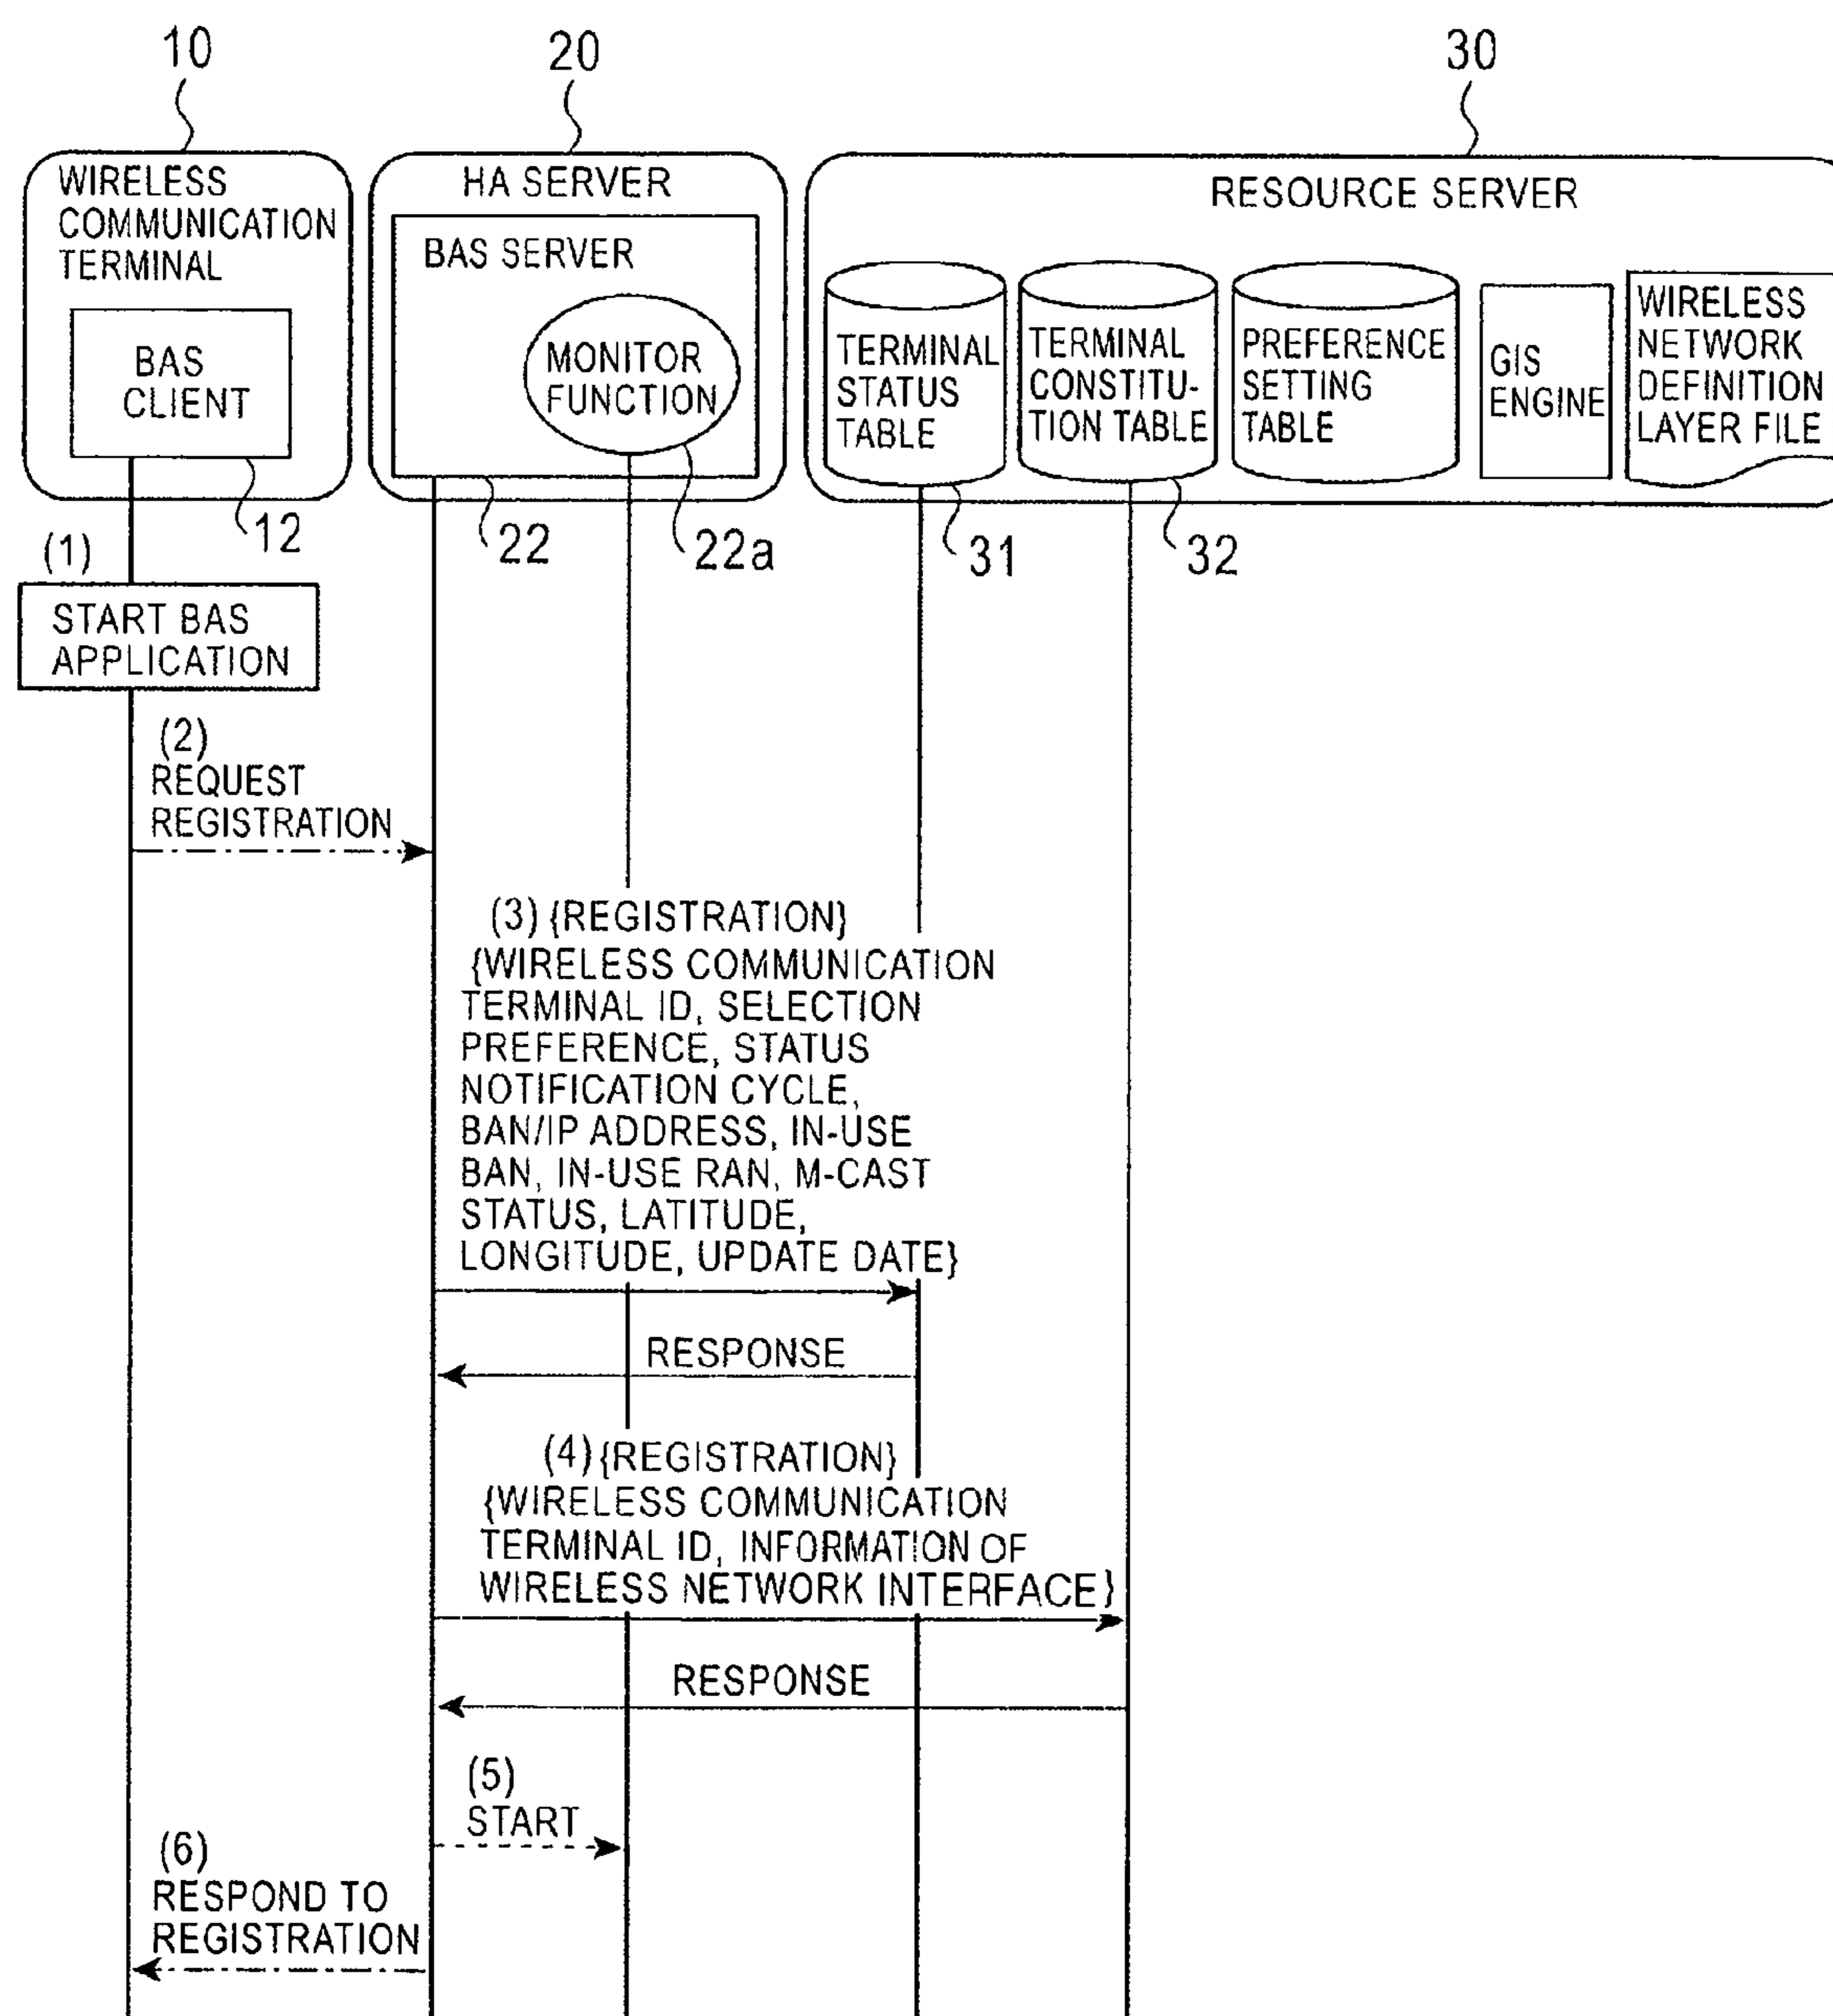 10
20
30
WIRELESS
COMMUNICATION
TERMINAL
BAS
CLIENT
12
HA SERVER
BAS SERVER
MONITOR
FUNCTION
22
22a
RESOURCE SERVER
TERMINAL
STATUS
TABLE
31
TERMINAL
CONSTITU-
TION TABLE
32
PREFERENCE
SETTING
TABLE
GIS
ENGINE
WIRELESS
NETWORK
DEFINITION
LAYER FILE
(1)
START BAS
APPLICATION
(2)
REQUEST
REGISTRATION
(3) {REGISTRATION}
{WIRELESS COMMUNICATION
TERMINAL ID, SELECTION
PREFERENCE, STATUS
NOTIFICATION CYCLE,
BAN/IP ADDRESS, IN-USE
BAN, IN-USE RAN, M-CAST
STATUS, LATITUDE,
LONGITUDE, UPDATE DATE}
RESPONSE
(4) {REGISTRATION}
{WIRELESS COMMUNICATION
TERMINAL ID, INFORMATION OF
WIRELESS NETWORK INTERFACE}
RESPONSE
(5)
START
(6)
RESPOND TO
REGISTRATION